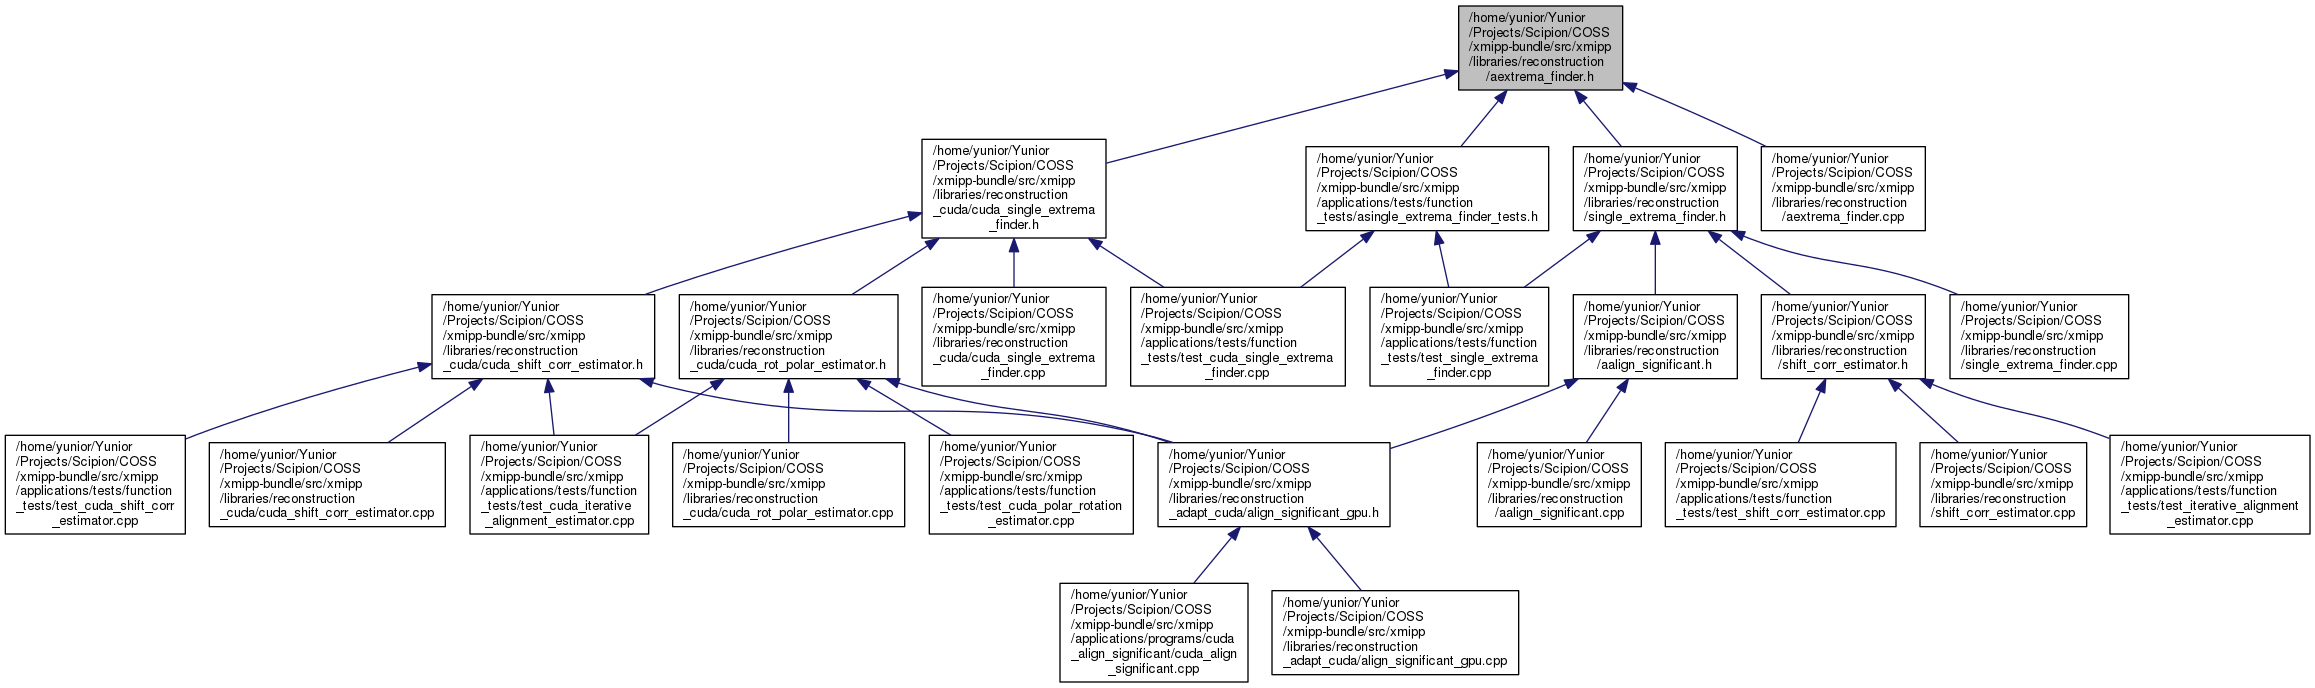 /home/yunior/Yunior
/Projects/Scipion/COSS
/xmipp-bundle/src/xmipp
/libraries/reconstruction
/aextrema_finder.h
/home/yunior/Yunior
/Projects/Scipion/COSS
/xmipp-bundle/src/xmipp
/libraries/reconstruction
_cuda/cuda_single_extrema
_finder.h
/home/yunior/Yunior
/Projects/Scipion/COSS
/xmipp-bundle/src/xmipp
/applications/tests/function
_tests/asingle_extrema_finder_tests.h
/home/yunior/Yunior
/Projects/Scipion/COSS
/xmipp-bundle/src/xmipp
/libraries/reconstruction
/single_extrema_finder.h
/home/yunior/Yunior
/Projects/Scipion/COSS
/xmipp-bundle/src/xmipp
/libraries/reconstruction
/aextrema_finder.cpp
/home/yunior/Yunior
/Projects/Scipion/COSS
/xmipp-bundle/src/xmipp
/libraries/reconstruction
_cuda/cuda_shift_corr_estimator.h
/home/yunior/Yunior
/Projects/Scipion/COSS
/xmipp-bundle/src/xmipp
/libraries/reconstruction
_cuda/cuda_rot_polar_estimator.h
/home/yunior/Yunior
/Projects/Scipion/COSS
/xmipp-bundle/src/xmipp
/libraries/reconstruction
_cuda/cuda_single_extrema
_finder.cpp
/home/yunior/Yunior
/Projects/Scipion/COSS
/xmipp-bundle/src/xmipp
/applications/tests/function
_tests/test_cuda_single_extrema
_finder.cpp
/home/yunior/Yunior
/Projects/Scipion/COSS
/xmipp-bundle/src/xmipp
/applications/tests/function
_tests/test_single_extrema
_finder.cpp
/home/yunior/Yunior
/Projects/Scipion/COSS
/xmipp-bundle/src/xmipp
/libraries/reconstruction
/aalign_significant.h
/home/yunior/Yunior
/Projects/Scipion/COSS
/xmipp-bundle/src/xmipp
/libraries/reconstruction
/shift_corr_estimator.h
/home/yunior/Yunior
/Projects/Scipion/COSS
/xmipp-bundle/src/xmipp
/libraries/reconstruction
/single_extrema_finder.cpp
/home/yunior/Yunior
/Projects/Scipion/COSS
/xmipp-bundle/src/xmipp
/applications/tests/function
_tests/test_cuda_shift_corr
_estimator.cpp
/home/yunior/Yunior
/Projects/Scipion/COSS
/xmipp-bundle/src/xmipp
/libraries/reconstruction
_cuda/cuda_shift_corr_estimator.cpp
/home/yunior/Yunior
/Projects/Scipion/COSS
/xmipp-bundle/src/xmipp
/applications/tests/function
_tests/test_cuda_iterative
_alignment_estimator.cpp
/home/yunior/Yunior
/Projects/Scipion/COSS
/xmipp-bundle/src/xmipp
/libraries/reconstruction
_cuda/cuda_rot_polar_estimator.cpp
/home/yunior/Yunior
/Projects/Scipion/COSS
/xmipp-bundle/src/xmipp
/applications/tests/function
_tests/test_cuda_polar_rotation
_estimator.cpp
/home/yunior/Yunior
/Projects/Scipion/COSS
/xmipp-bundle/src/xmipp
/libraries/reconstruction
_adapt_cuda/align_significant_gpu.h
/home/yunior/Yunior
/Projects/Scipion/COSS
/xmipp-bundle/src/xmipp
/libraries/reconstruction
/aalign_significant.cpp
/home/yunior/Yunior
/Projects/Scipion/COSS
/xmipp-bundle/src/xmipp
/applications/tests/function
_tests/test_shift_corr_estimator.cpp
/home/yunior/Yunior
/Projects/Scipion/COSS
/xmipp-bundle/src/xmipp
/libraries/reconstruction
/shift_corr_estimator.cpp
/home/yunior/Yunior
/Projects/Scipion/COSS
/xmipp-bundle/src/xmipp
/applications/tests/function
_tests/test_iterative_alignment
_estimator.cpp
/home/yunior/Yunior
/Projects/Scipion/COSS
/xmipp-bundle/src/xmipp
/applications/programs/cuda
_align_significant/cuda_align
_significant.cpp
/home/yunior/Yunior
/Projects/Scipion/COSS
/xmipp-bundle/src/xmipp
/libraries/reconstruction
_adapt_cuda/align_significant_gpu.cpp